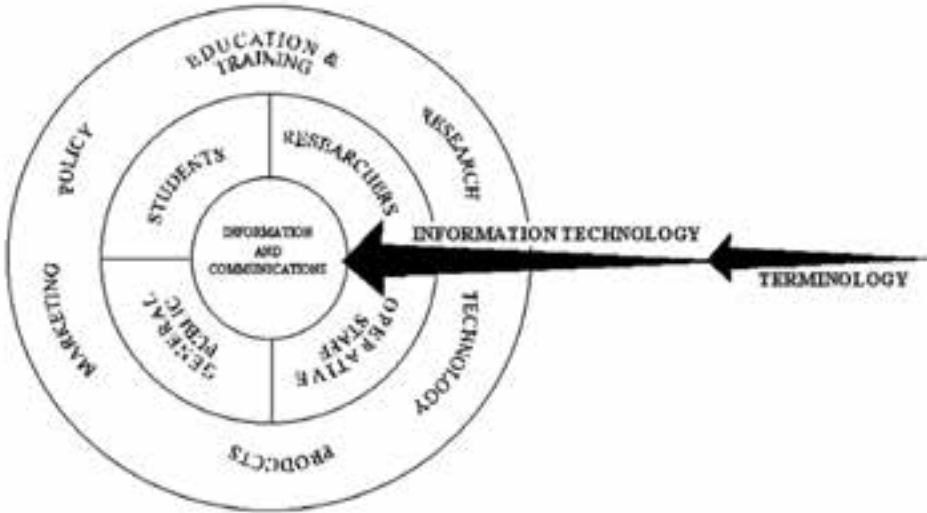 EDUCATION &
TRAINING
RESEARCH
TECHNOLOGY
PRODUCTS
MARKETING
POLICY
STUDENTS
RESEARCHERS
OPERATIVE
STAFF
GENERAL
PUBLIC
INFORMATION
AND
COMMUNICATIONS
INFORMATION TECHNOLOGY
TERMINOLOGY